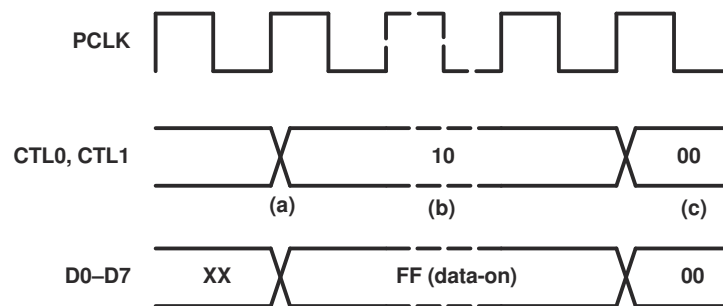 PCLK
CTL0, CTL1 10 00
(a) (b) (c)
D0–D7 XX FF (data-on) 00